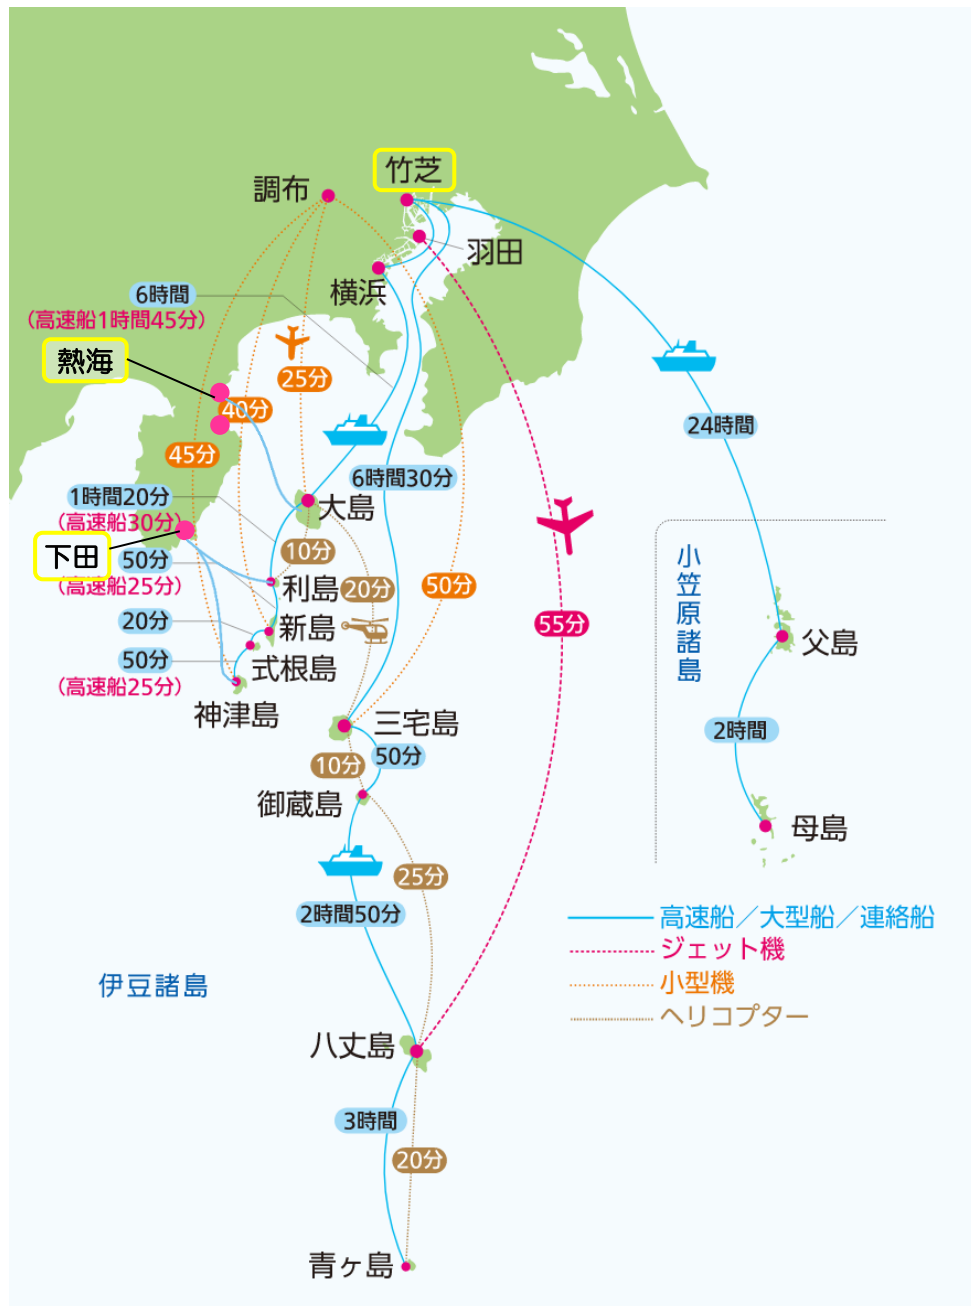 竹芝
調布
羽田
横浜
6時間
(高速船1時間45分)
熱海
25分
40分
24時間
45分
6時間30分
1時間20分
大島
(高速船30分)
下田
50分
10分
(高速船25分)
利島
20分
50分
55分
小笠原諸島
20分
新島
父島
50分
式根島
(高速船25分)
神津島
三宅島
2時間
50分
10分
御蔵島
母島
25分
2時間50分
高速船／大型船／連絡船
ジェット機
小型機
ヘリコプター
伊豆諸島
八丈島
3時間
20分
青ヶ島